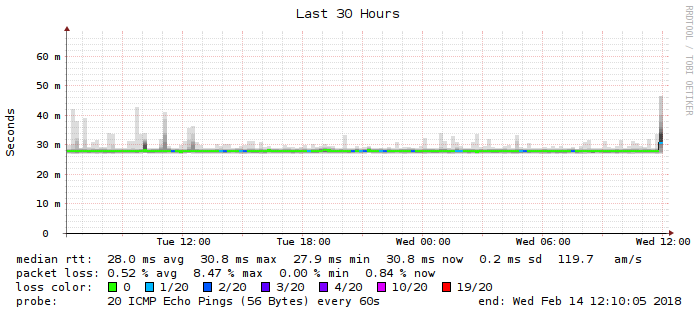 Last 30 Hours
RRDTOOL / TOBI OETIKER
Seconds
60 m
50 m
40 m
30 m
20 m
10 m
0
Tue 12:00 Tue 18:00 Wed 00:00 Wed 06:00 Wed 12:00
median rtt: 28.0 ms avg 30.8 ms max 27.9 ms min 30.8 ms now 0.2 ms sd 119.7 am/s
packet loss: 0.52 % avg 8.47 % max 0.00 % min 0.84 % now
loss color: 0 1/20 2/20 3/20 4/20 10/20 19/20
probe: 20 ICMP Echo Pings (56 Bytes) every 60s end: Wed Feb 14 12:10:05 2018